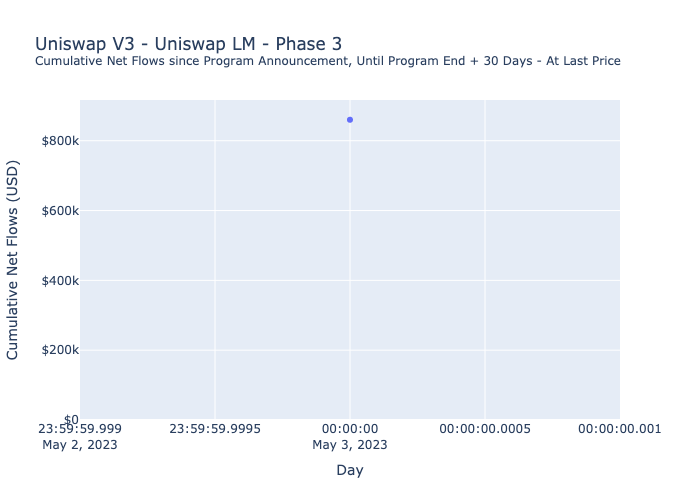 Uniswap V3 - Uniswap LM - Phase 3
Cumulative Net Flows since Program Announcement, Until Program End + 30 Days - At Last Price
Cumulative Net Flows (USD)
$800k
$600k
$400k
$200k
$0
23:59:59.999
May 2, 2023
23:59:59.9995
00:00:00
May 3, 2023
00:00:00.0005
00:00:00.001
Day